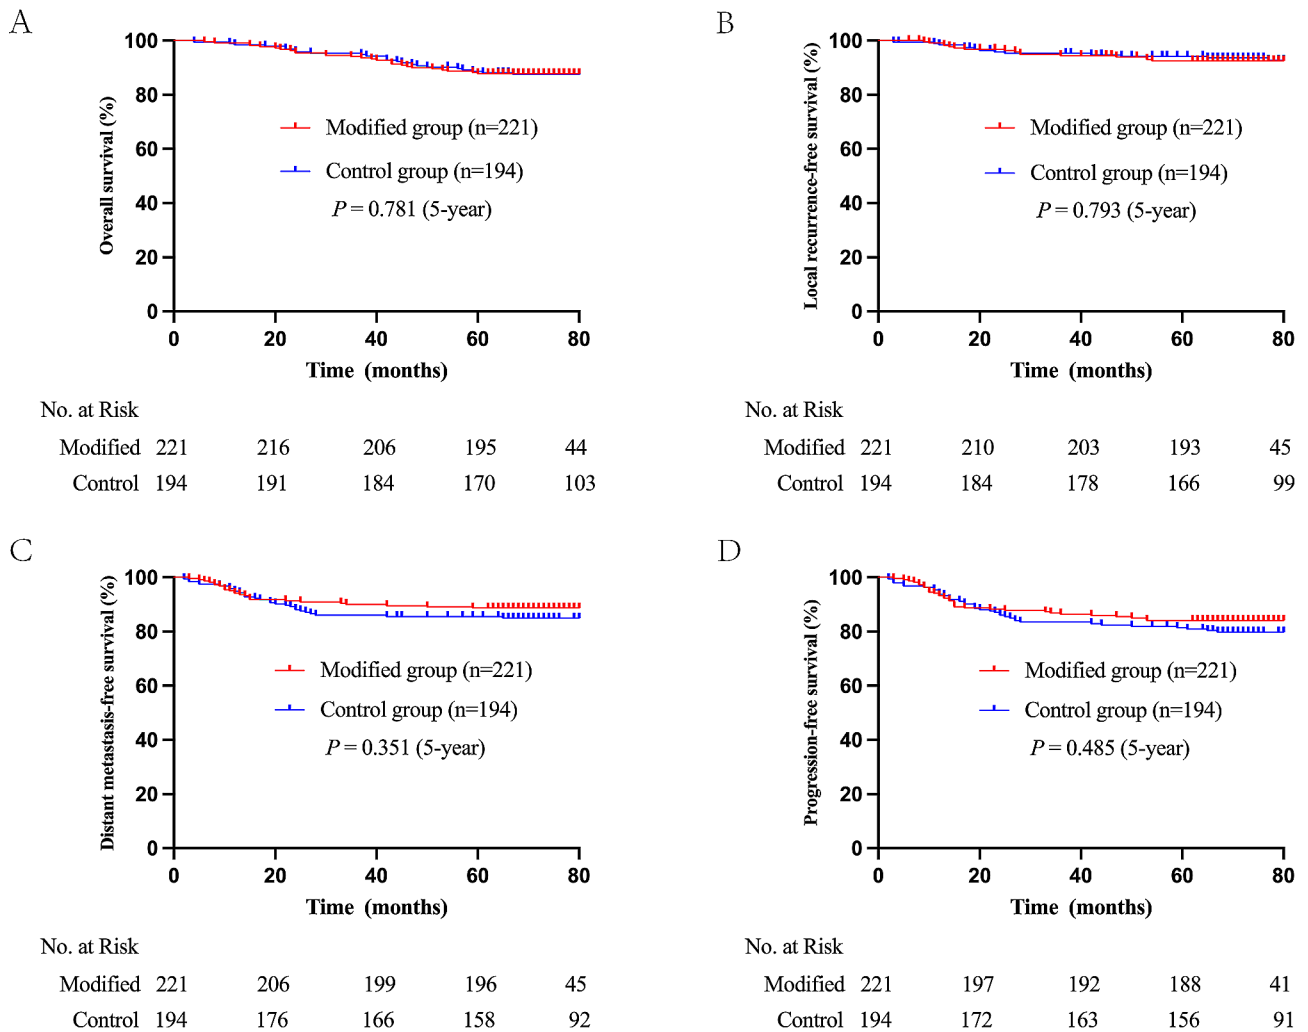 A
Overall survival (%)
100
80
60
40
20
0
Modified group (n=221)
Control group (n=194)
P = 0.781 (5-year)
0 20 40 60 80
Time (months)
No. at Risk
Modified 221 216 206 195 44
Control 194 191 184 170 103
B
Local recurrence-free survival (%)
100
80
60
40
20
0
Modified group (n=221)
Control group (n=194)
P = 0.793 (5-year)
0 20 40 60 80
Time (months)
No. at Risk
Modified 221 210 203 193 45
Control 194 184 178 166 99
C
Distant metastasis-free survival (%)
100
80
60
40
20
0
Modified group (n=221)
Control group (n=194)
P = 0.351 (5-year)
0 20 40 60 80
Time (months)
No. at Risk
Modified 221 206 199 196 45
Control 194 176 166 158 92
D
Progression-free survival (%)
100
80
60
40
20
0
Modified group (n=221)
Control group (n=194)
P = 0.485 (5-year)
0 20 40 60 80
Time (months)
No. at Risk
Modified 221 197 192 188 41
Control 194 172 163 156 91